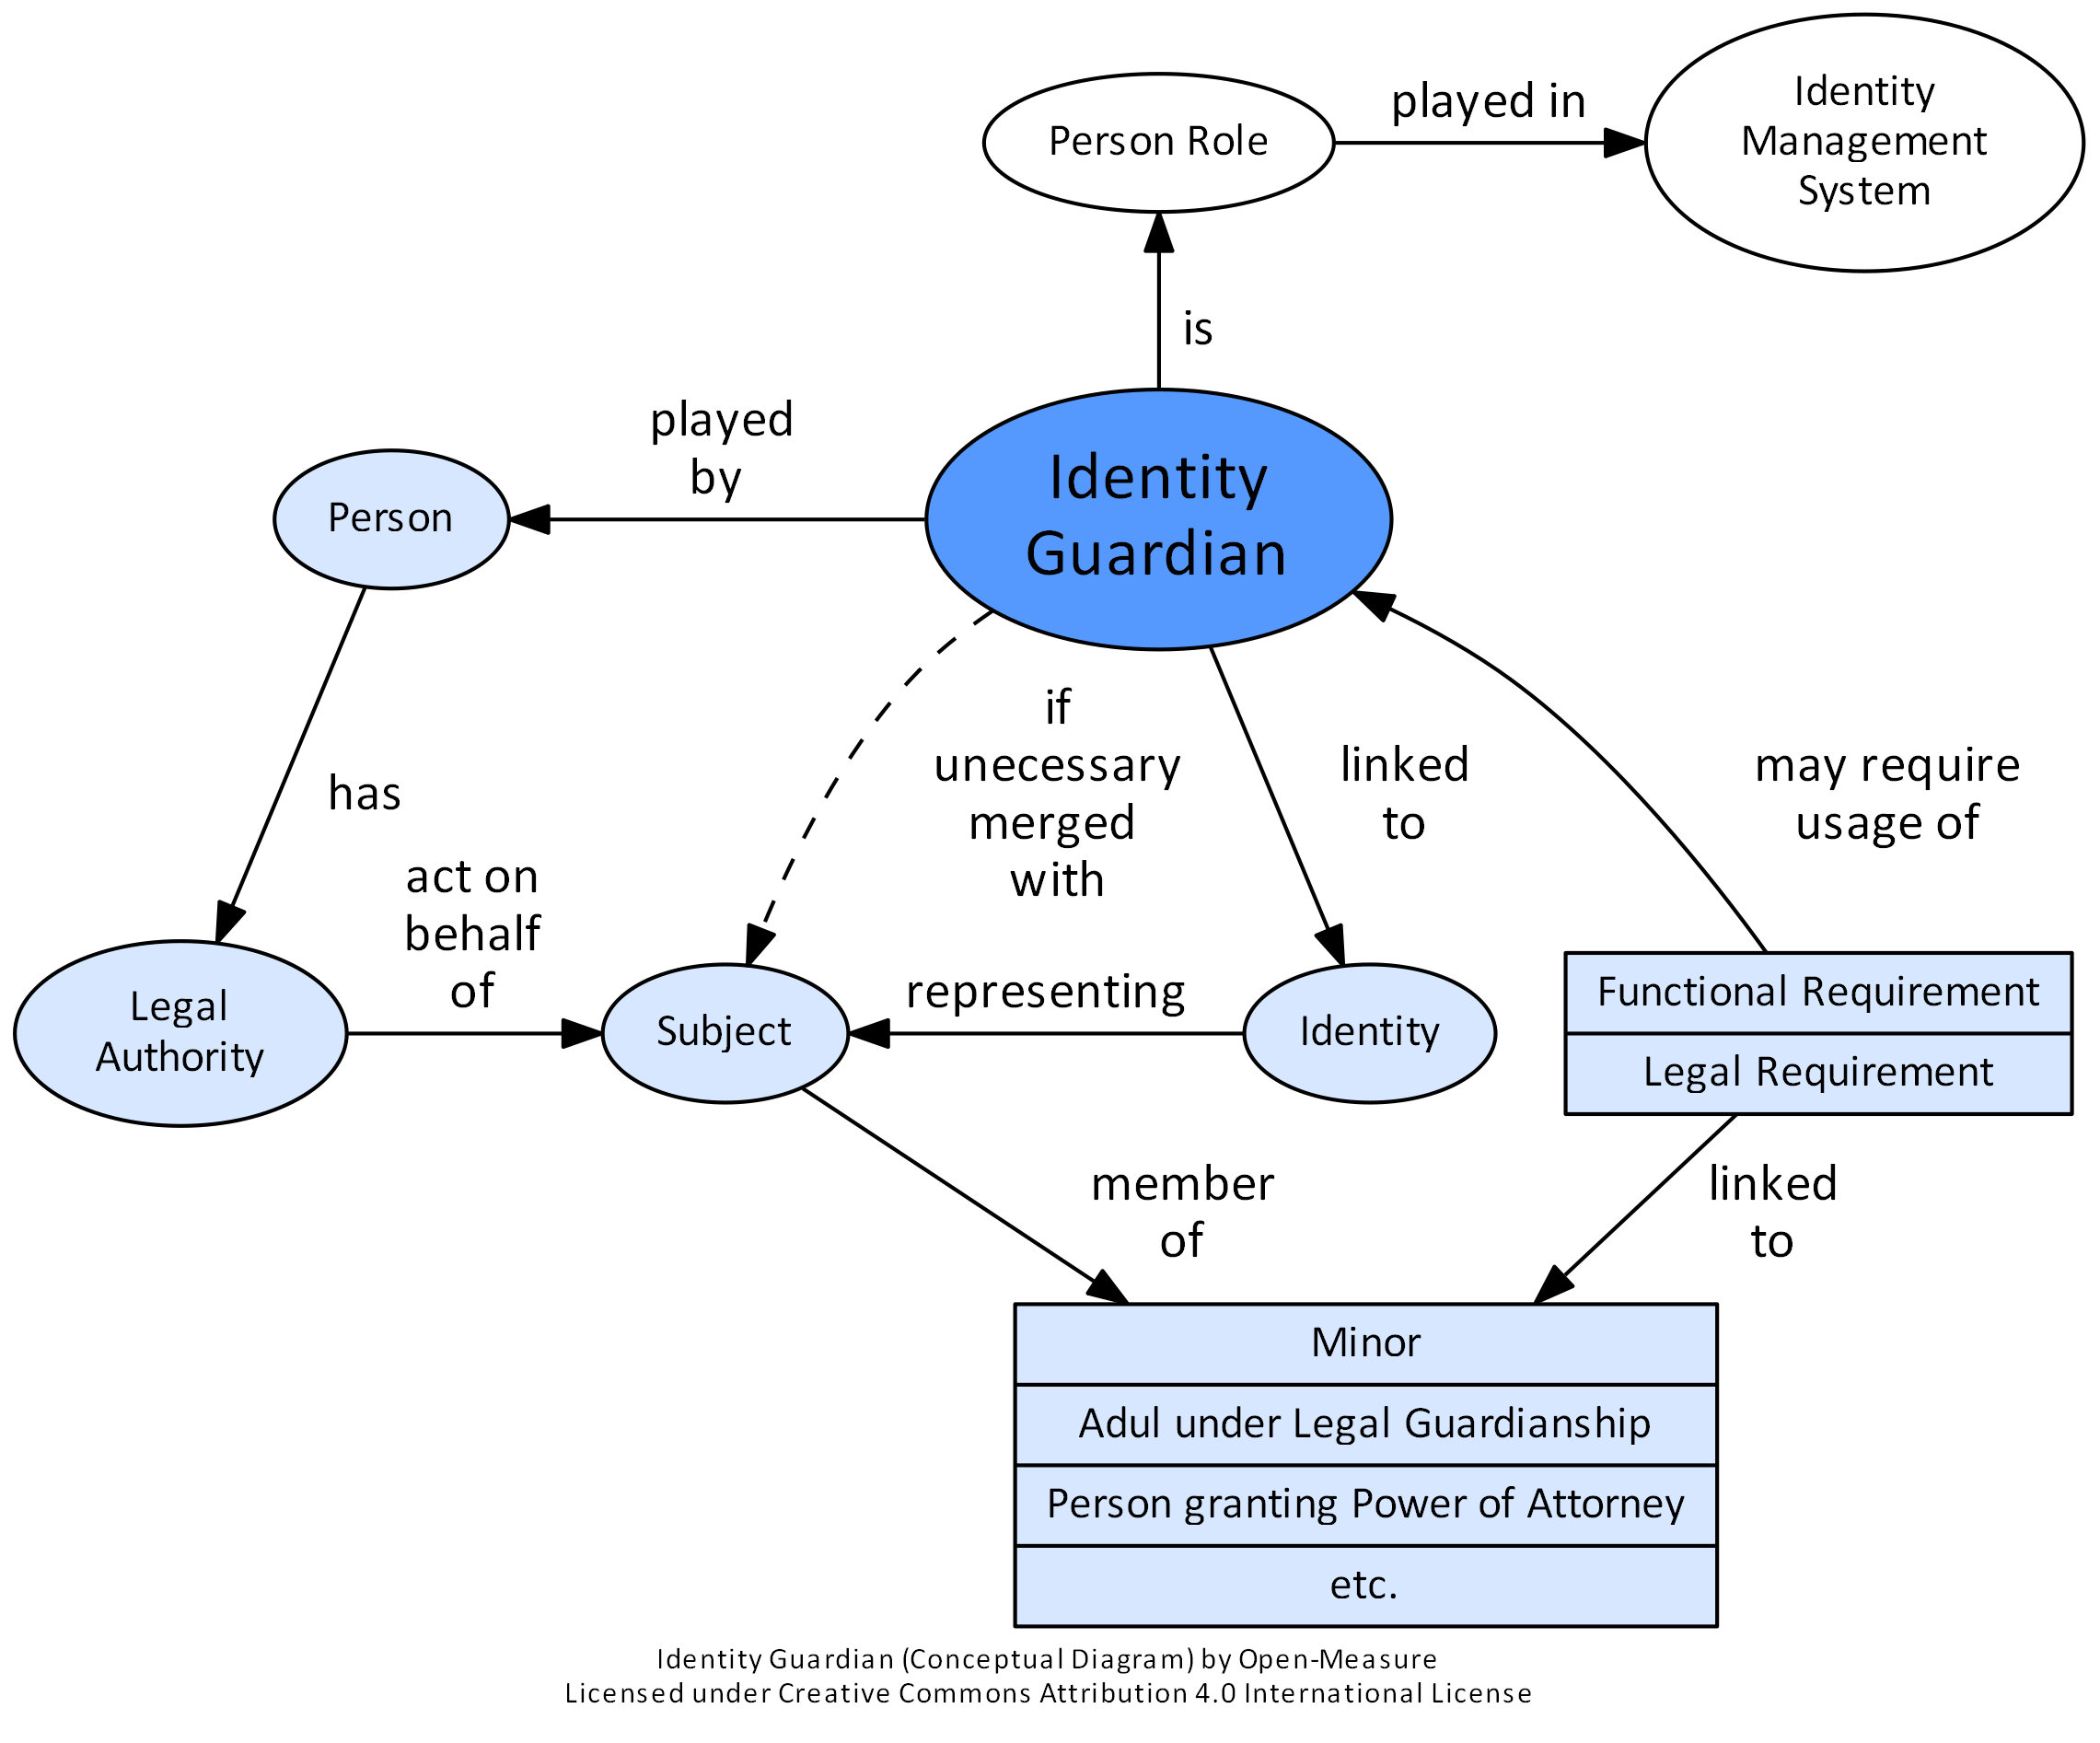 Identity
Management
System
played in
Person Role
is
played
by
Identity
Guardian
Person
if
unecessary
merged
with
linked
to
may require
usage of
has
act on
behalf
of
Legal
Authority
Subject
representing
Identity
Functional Requirement
Legal Requirement
member
of
linked
to
Minor
Adul under Legal Guardianship
Person granting Power of Attorney
etc.
Identity Guardian (Conceptual Diagram) by Open-Measure
Licensed under Creative Commons Attribution 4.0 International License